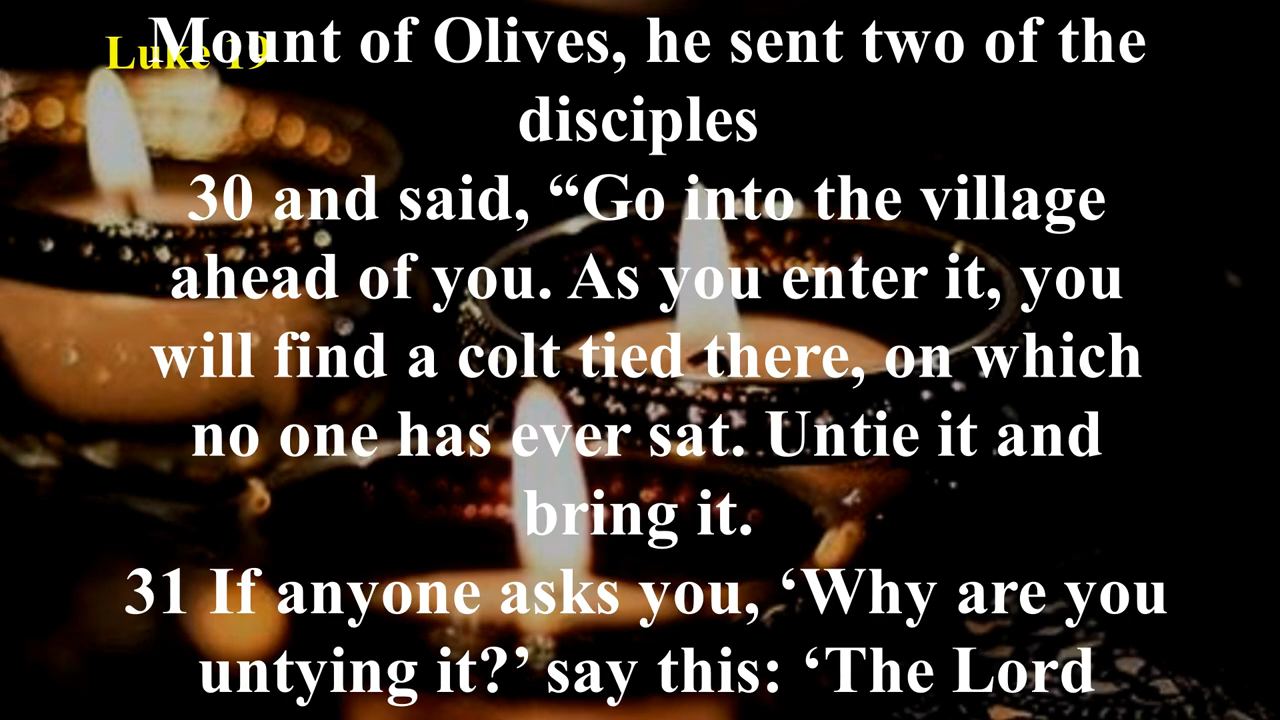 Luke 19
Mount of Olives, he sent two of the
disciples
30 and said, “Go into the village
ahead of you. As you enter it, you
will find a colt tied there, on which
no one has ever sat. Untie it and
bring it.
31 If anyone asks you, ‘Why are you
untying it?’ say this: ‘The Lord